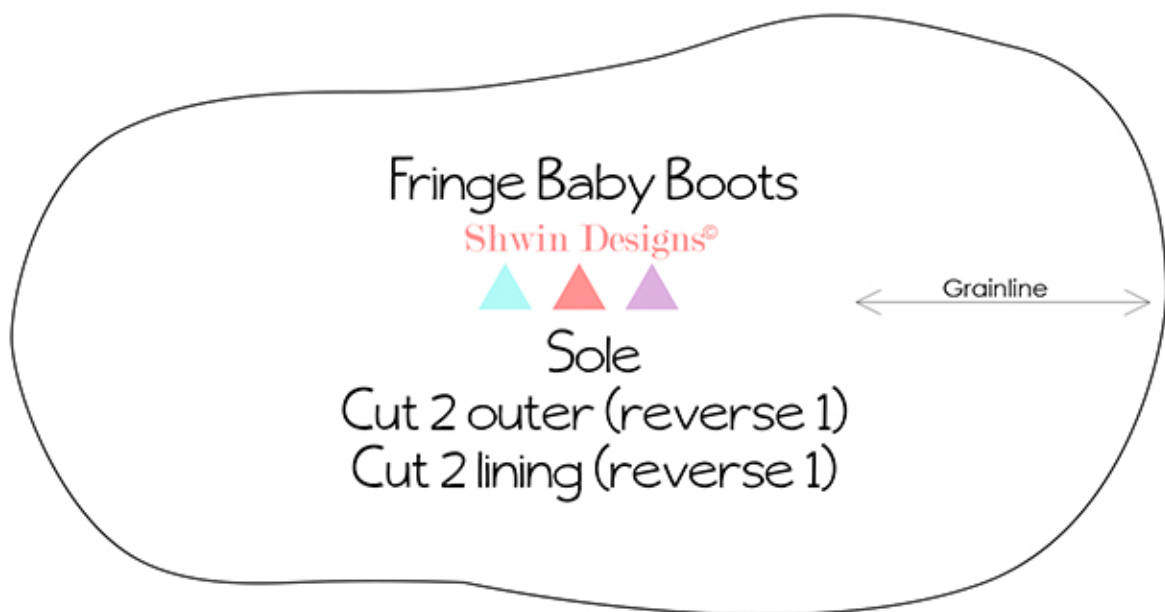 Fringe Baby Boots
Shwin Designs©
Grainline
Sole
Cut 2 outer (reverse 1)
Cut 2 lining (reverse 1)